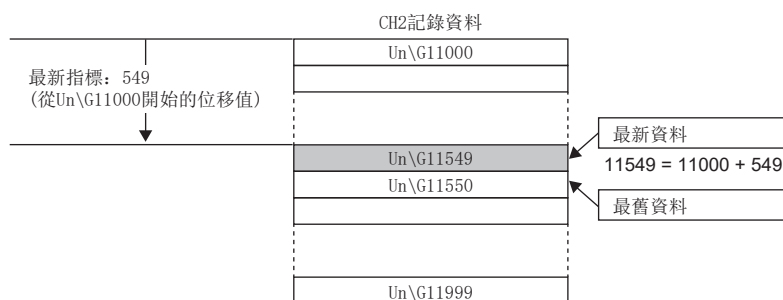 CH2記錄資料
Un\G11000
最新指標：549
(從Un\G11000開始的位移值)
最新資料
Un\G11549
11549 = 11000 + 549
Un\G11550
最舊資料
Un\G11999